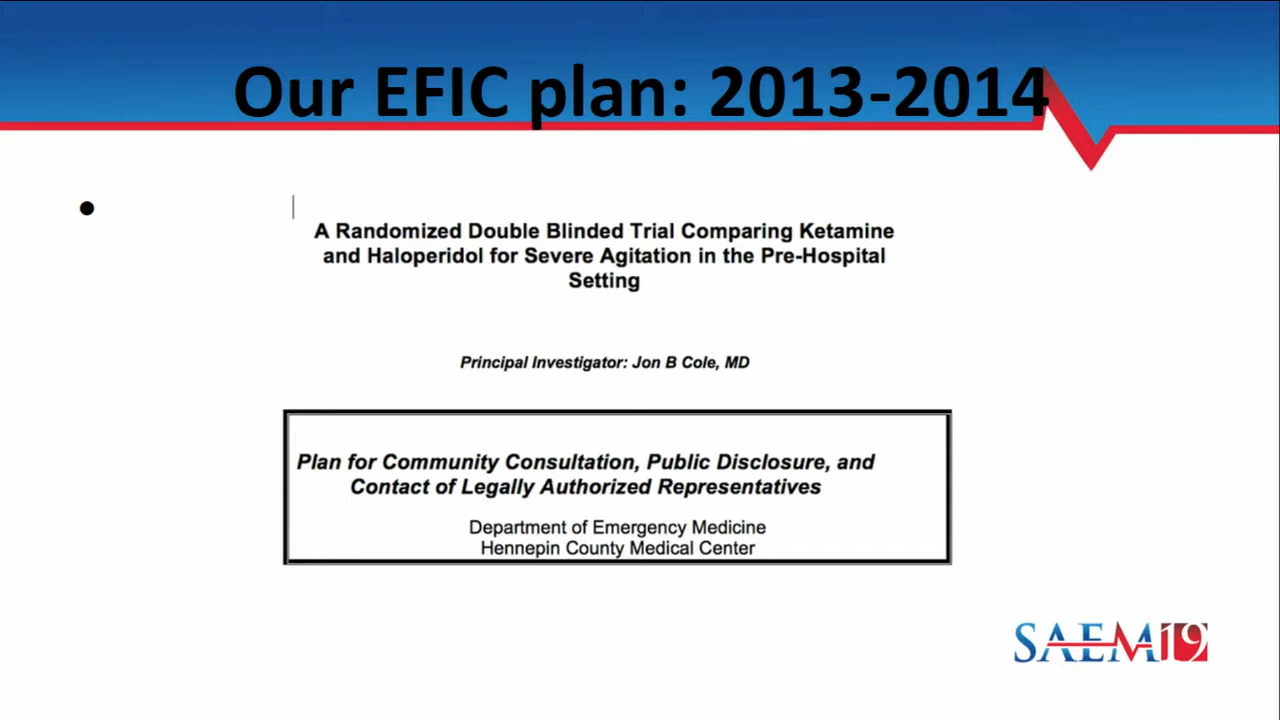 Our EFIC plan: 2013-2014
•
A Randomized Double Blinded Trial Comparing Ketamine
and Haloperidol for Severe Agitation in the Pre-Hospital
Setting
Principal Investigator: Jon B Cole, MD
Plan for Community Consultation, Public Disclosure, and
Contact of Legally Authorized Representatives
Department of Emergency Medicine
Hennepin County Medical Center
SAEM19